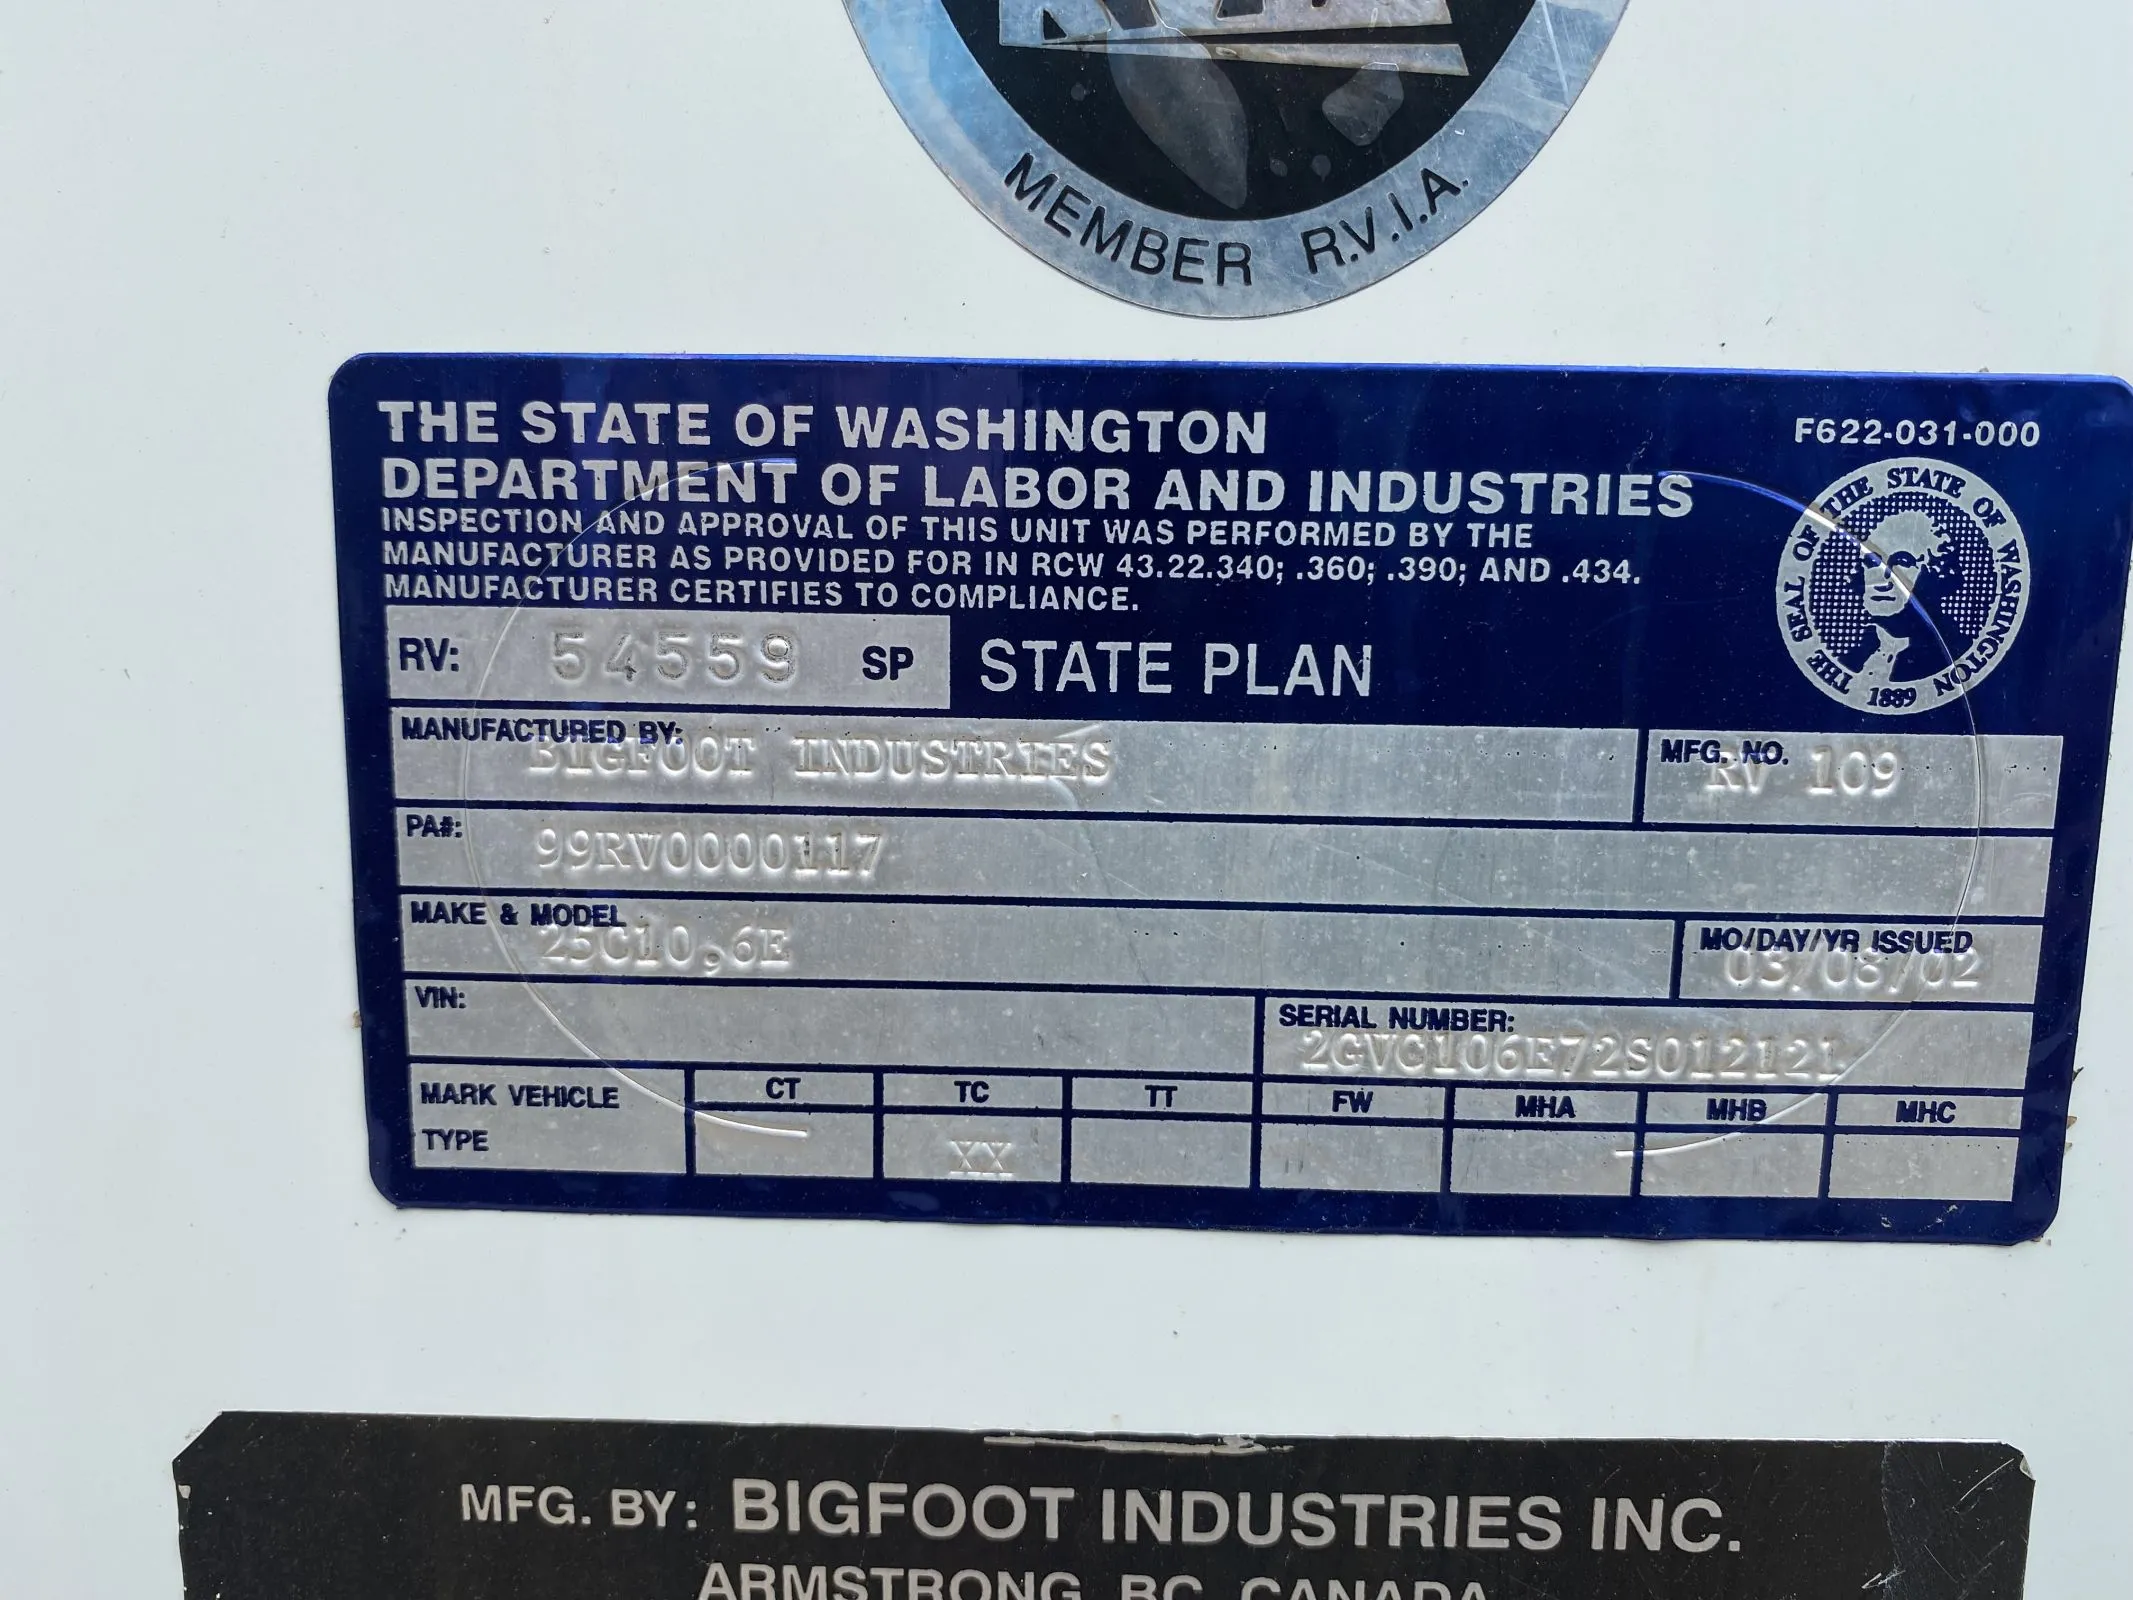 MEMBER R.V.I.A.
THE STATE OF WASHINGTON
F622-031-000
DEPARTMENT OF LABOR AND INDUSTRIES
INSPECTION AND APPROVAL OF THIS UNIT WAS PERFORMED BY THE
MANUFACTURER AS PROVIDED FOR IN RCW 43.22.340; .360; .390; AND .434.
MANUFACTURER CERTIFIES TO COMPLIANCE.
THE SEAL OF THE STATE OF WASHINGTON
1889
RV: 54559 SP STATE PLAN
MANUFACTURED BY: BIGFOOT INDUSTRIES MFG. NO. RV 109
PA#: 99RV0000117
MAKE & MODEL 25C10,6E MO/DAY/YR ISSUED 03/08/02
VIN: SERIAL NUMBER: 2GVC106E72S012121
MARK VEHICLE TYPE CT TC TT FW MHA MHB MHC
XX
MFG. BY: BIGFOOT INDUSTRIES INC.
ARMSTRONG, BC, CANADA